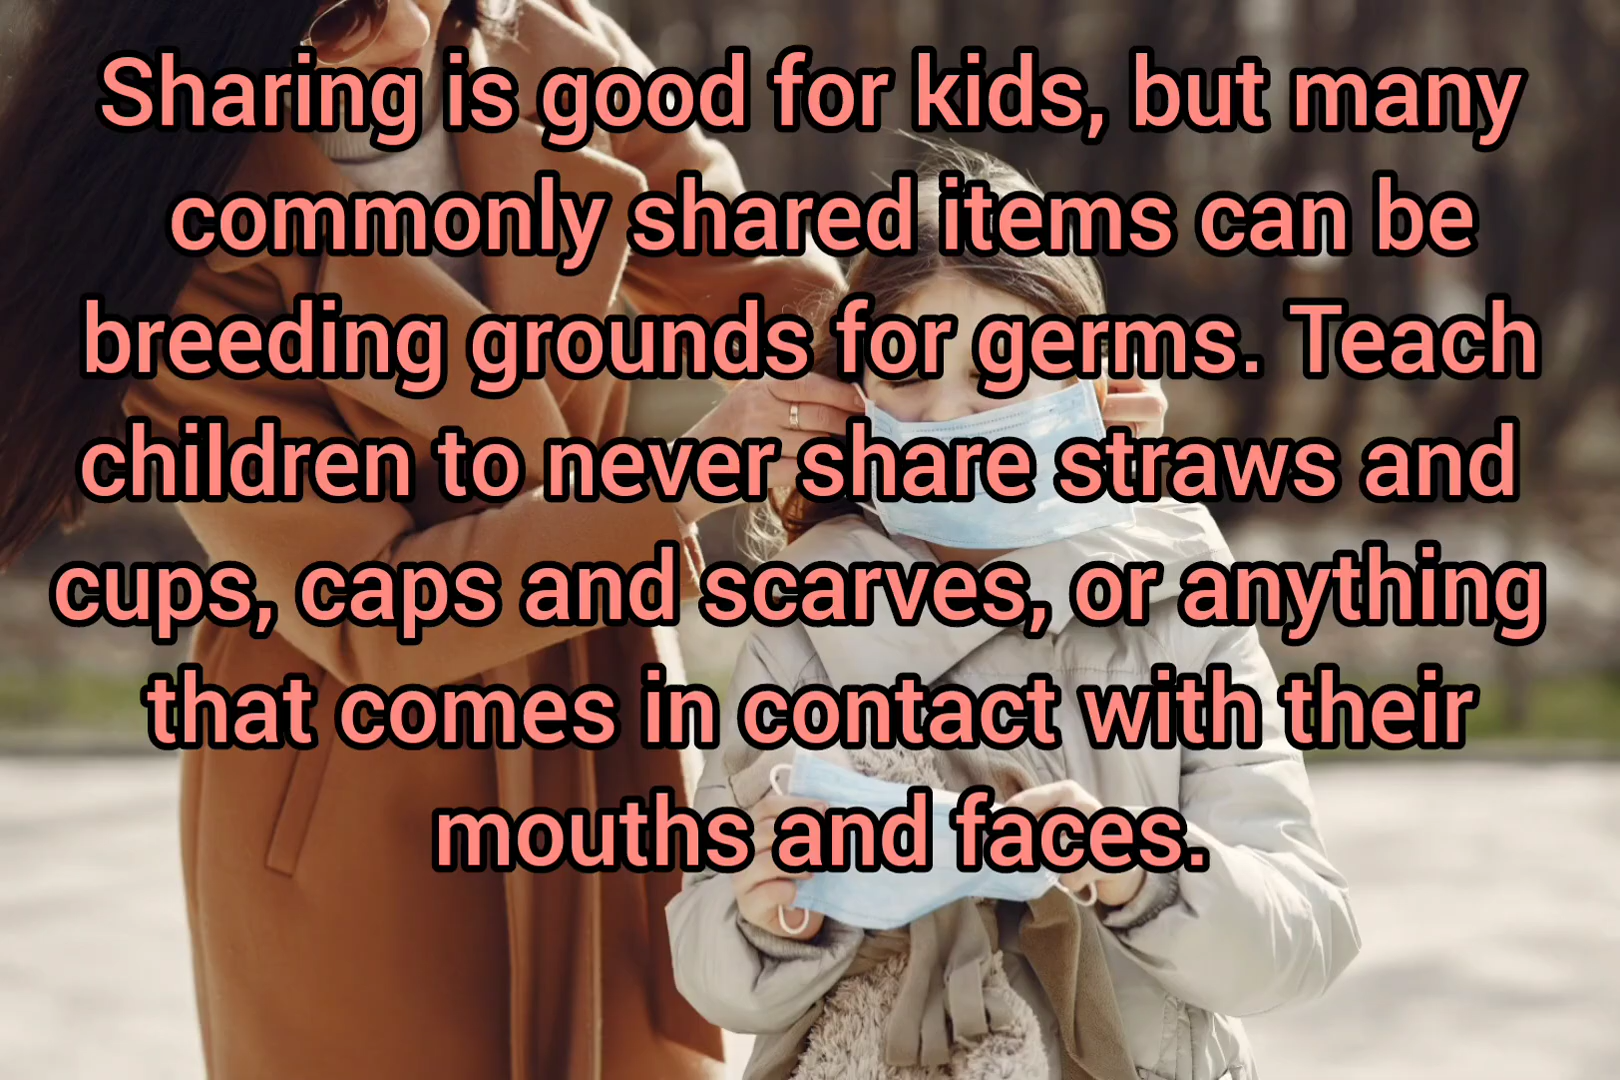 Sharing is good for kids, but many
commonly shared items can be
breeding grounds for germs. Teach
children to never share straws and
cups, caps and scarves, or anything
that comes in contact with their
mouths and faces.